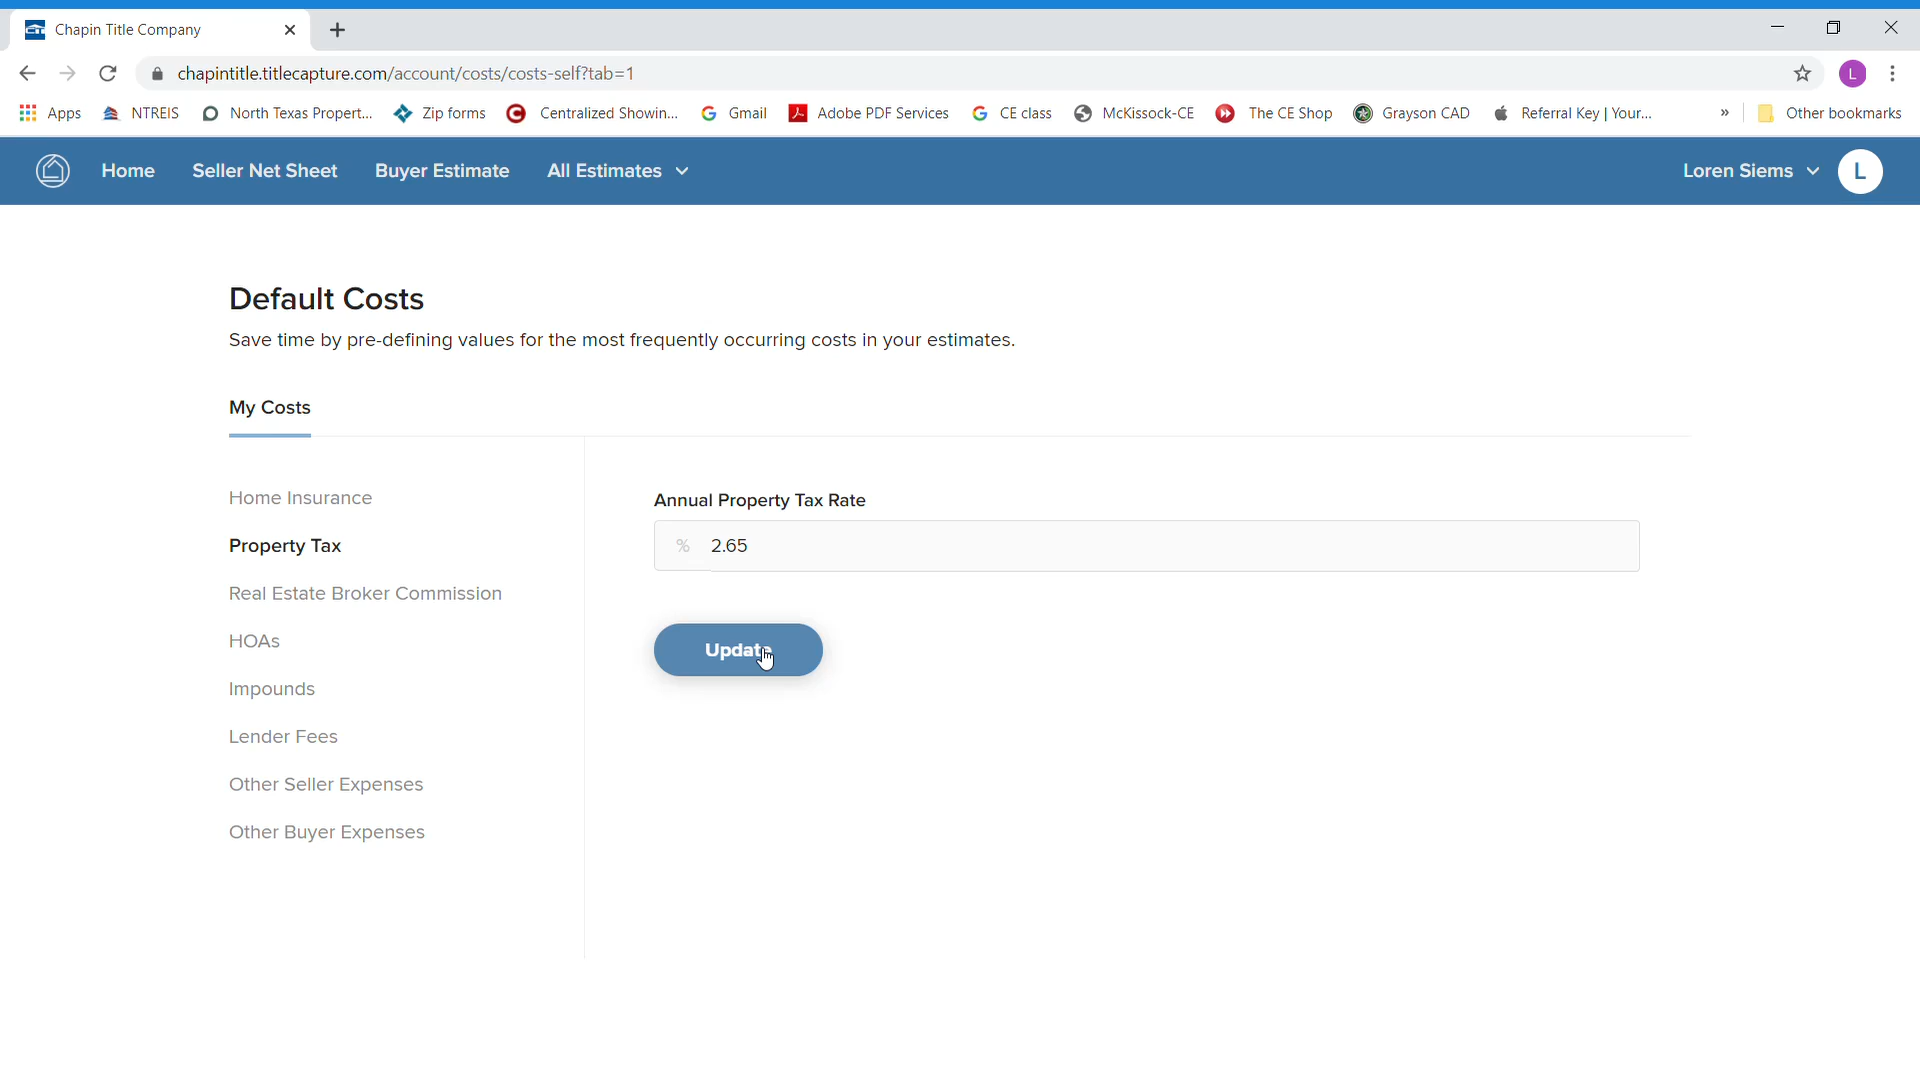 Chapin Title Company
chapintitle.titlecapture.com/account/costs/costs-self?tab=1
L
Apps NTREIS North Texas Propert... Zip forms Centralized Showin... Gmail Adobe PDF Services CE class McKissock-CE The CE Shop Grayson CAD Referral Key | Your... » Other bookmarks
Home Seller Net Sheet Buyer Estimate All Estimates Loren Siems L
Default Costs
Save time by pre-defining values for the most frequently occurring costs in your estimates.
My Costs
Home Insurance
Property Tax
Real Estate Broker Commission
HOAs
Impounds
Lender Fees
Other Seller Expenses
Other Buyer Expenses
Annual Property Tax Rate
% 2.65
Update